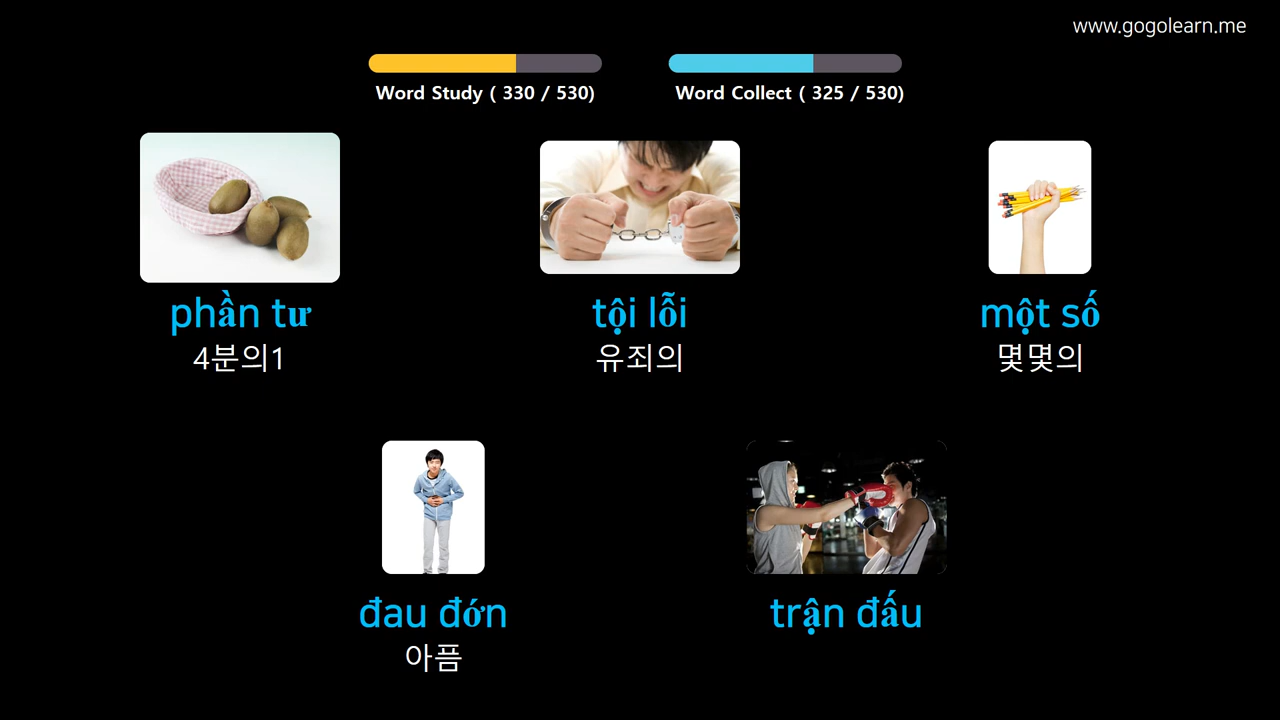 www.gogolearn.me
Word Study ( 330 / 530)
Word Collect ( 325 / 530)
phần tư
4분의1
tội lỗi
유죄의
một số
몇몇의
đau đớn
아픔
trận đấu